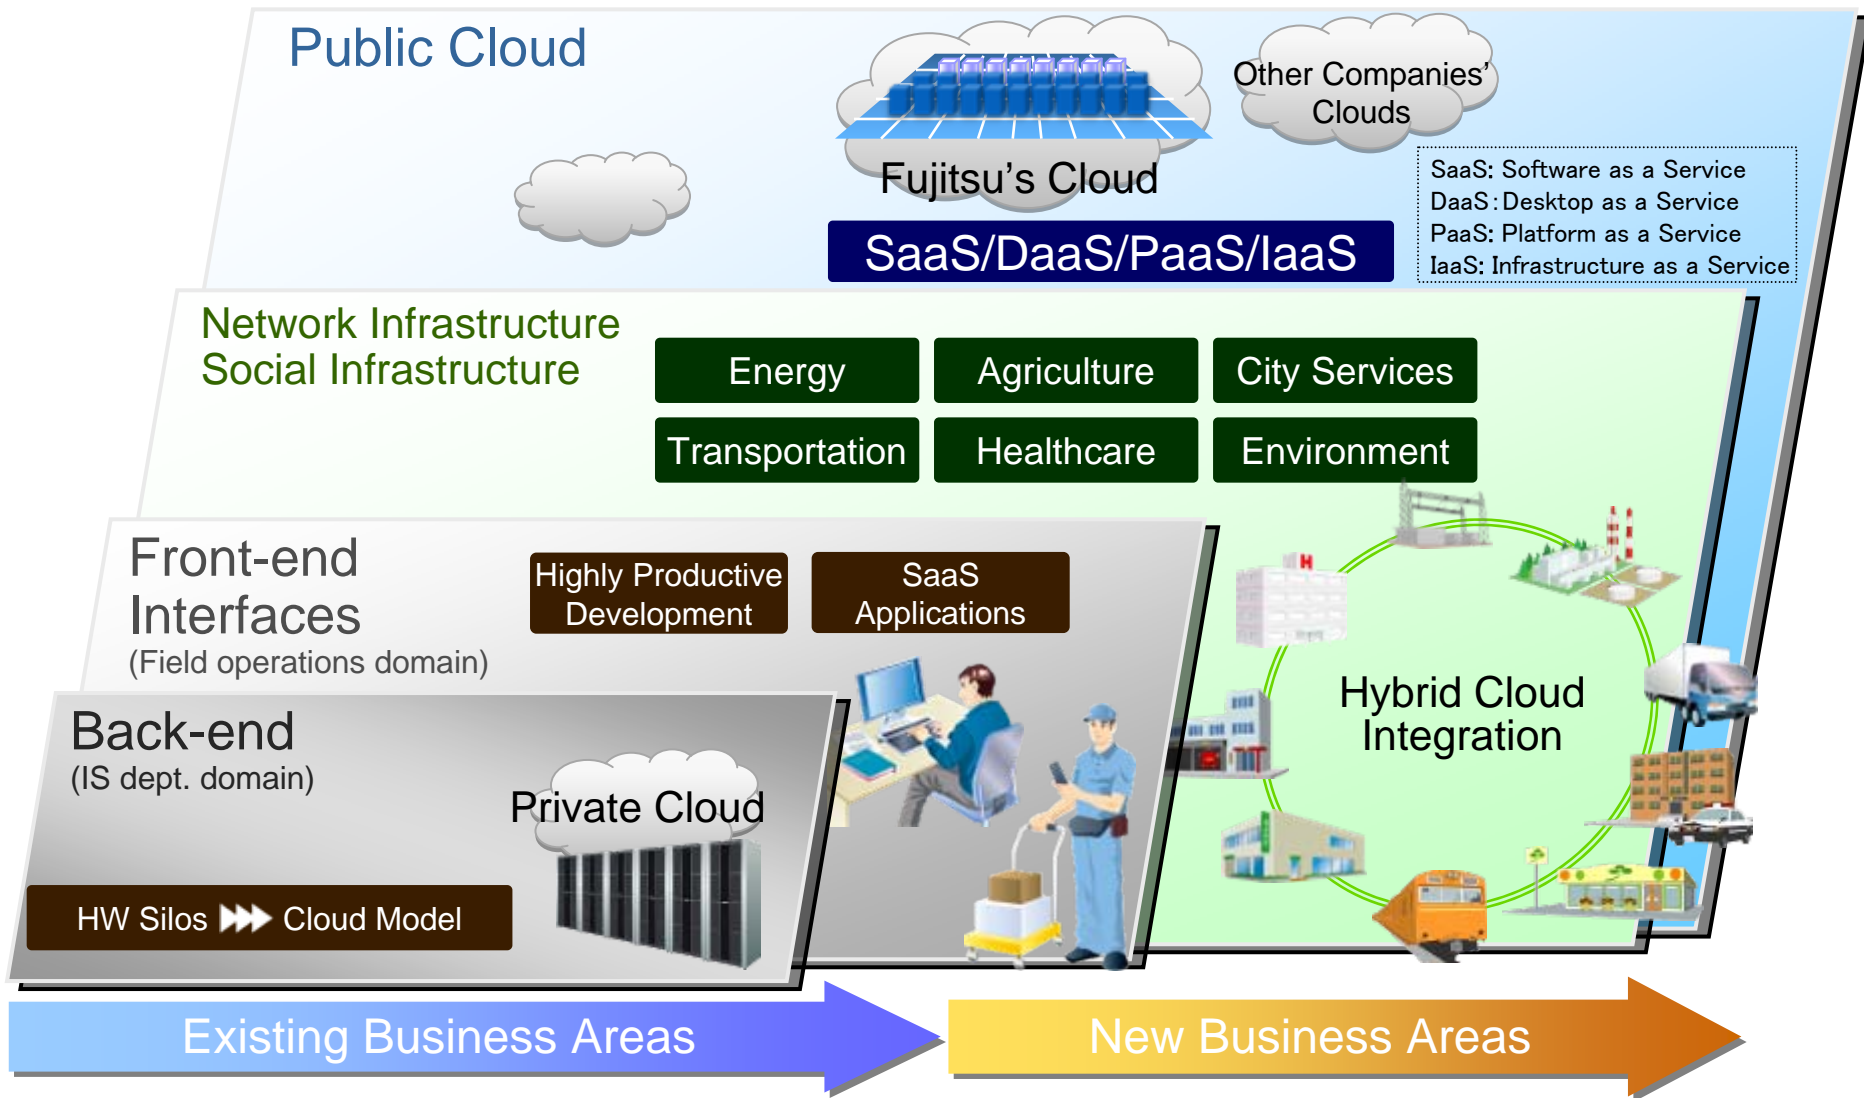 Public Cloud
Other Companies'
Clouds
Fujitsu's Cloud
SaaS: Software as a Service
DaaS: Desktop as a Service
PaaS: Platform as a Service
IaaS: Infrastructure as a Service
SaaS/DaaS/PaaS/IaaS
Network Infrastructure
Social Infrastructure
Energy
Agriculture
City Services
Transportation
Healthcare
Environment
Front-end
Interfaces
(Field operations domain)
Highly Productive
Development
SaaS
Applications
H
Hybrid Cloud
Integration
Back-end
(IS dept. domain)
Private Cloud
HW Silos
Cloud Model
Existing Business Areas
New Business Areas